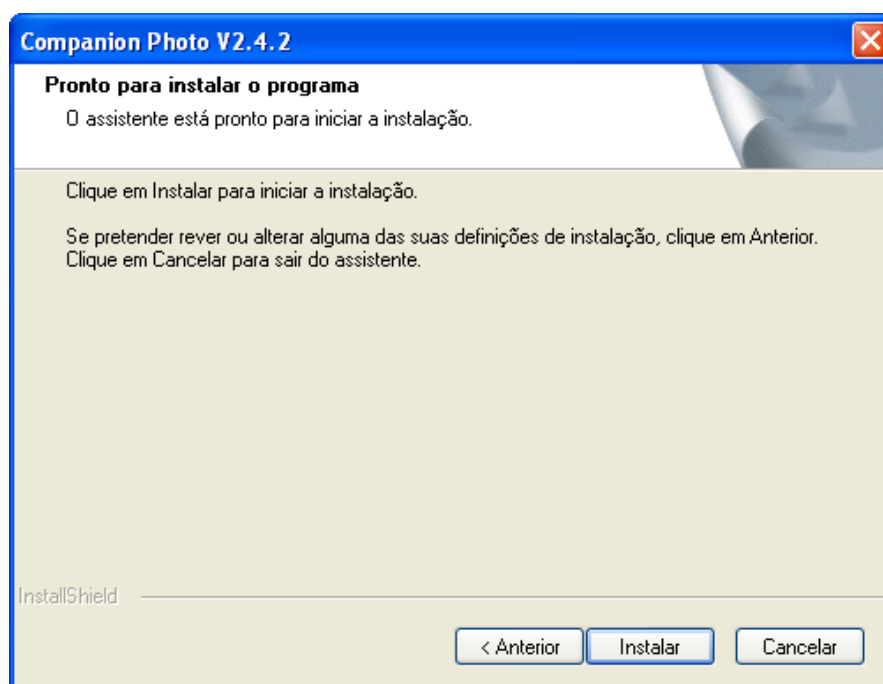 Companion Photo V2.4.2
Pronto para instalar o programa
O assistente está pronto para iniciar a instalação.
Clique em Instalar para iniciar a instalação.
Se pretender rever ou alterar alguma das suas definições de instalação, clique em Anterior.
Clique em Cancelar para sair do assistente.
InstallShield
< Anterior
Instalar
Cancelar